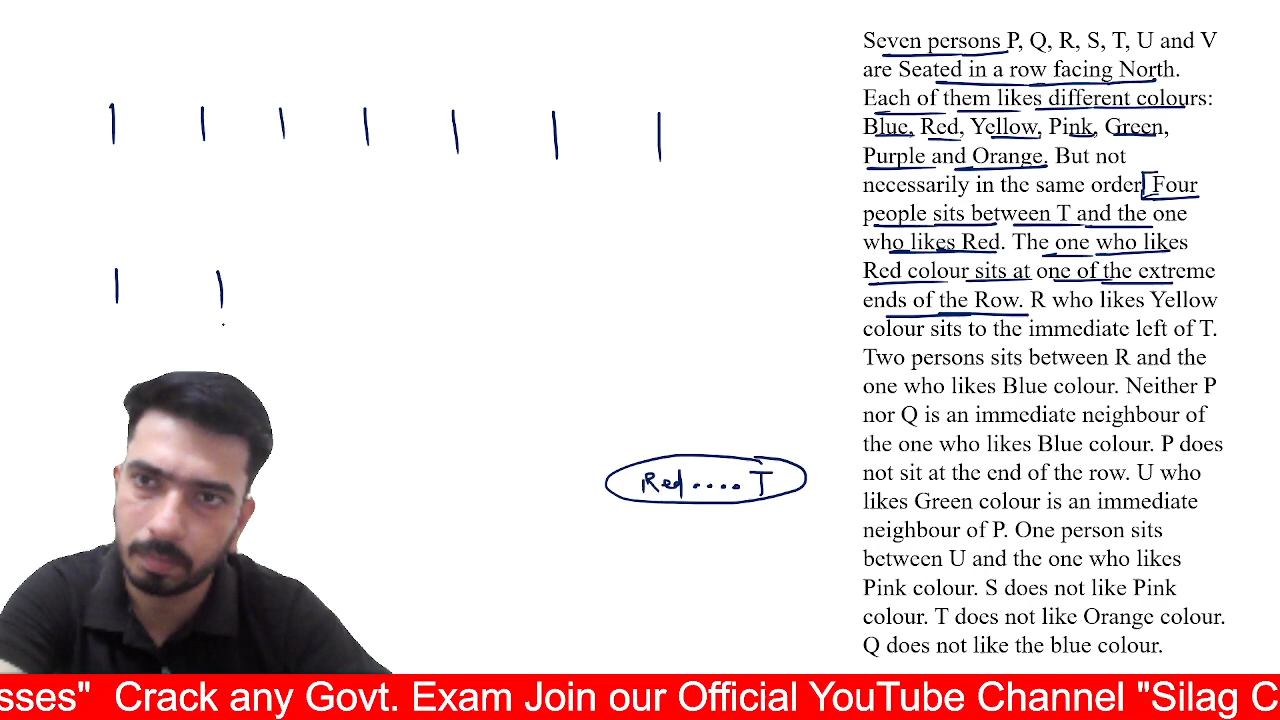 Seven persons P, Q, R, S, T, U and V
are Seated in a row facing North.
Each of them likes different colours:
Blue, Red, Yellow, Pink, Green,
Purple and Orange. But not
necessarily in the same order. Four
people sits between T and the one
who likes Red. The one who likes
Red colour sits at one of the extreme
ends of the Row. R who likes Yellow
colour sits to the immediate left of T.
Two persons sits between R and the
one who likes Blue colour. Neither P
nor Q is an immediate neighbour of
the one who likes Blue colour. P does
not sit at the end of the row. U who
likes Green colour is an immediate
neighbour of P. One person sits
between U and the one who likes
Pink colour. S does not like Pink
colour. T does not like Orange colour.
Q does not like the blue colour.
Red .... T
sses" Crack any Govt. Exam Join our Official YouTube Channel "Silag C